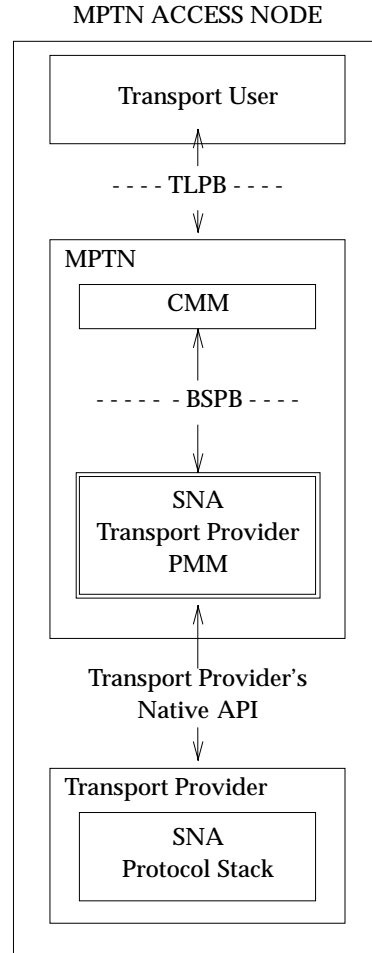 MPTN ACCESS NODE
Transport User
- - - - TLPB - - - -
MPTN
CMM
- - - - - - BSPB - - - -
SNA
Transport Provider
PMM
Transport Provider's
Native API
Transport Provider
SNA
Protocol Stack